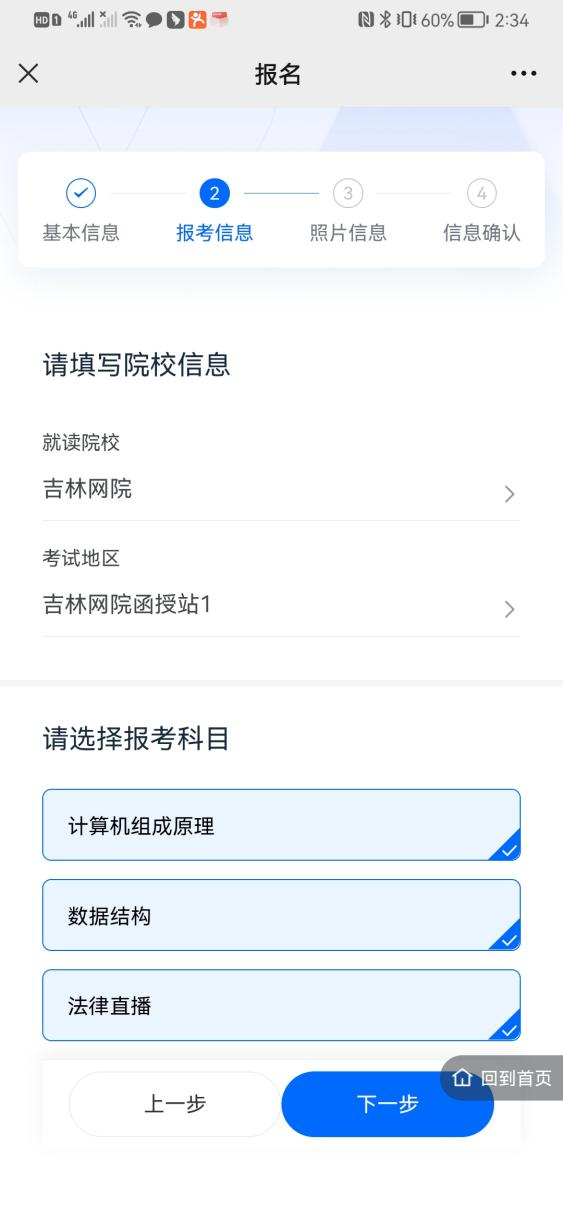 HD 1 4G 60% 2:34
报名
2 3 4
基本信息 报考信息 照片信息 信息确认
请填写院校信息
就读院校
吉林网院
考试地区
吉林网院函授站1
请选择报考科目
计算机组成原理
数据结构
法律直播
回到首页
上一步 下一步